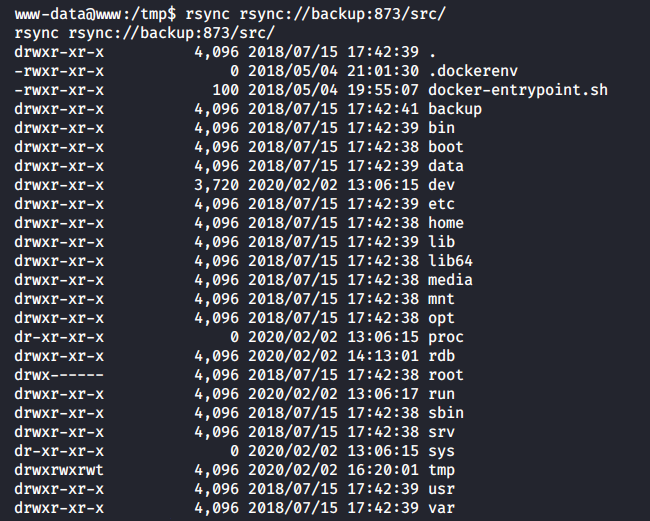 www-data@www:/tmp$ rsync rsync://backup:873/src/
rsync rsync://backup:873/src/
drwxr-xr-x          4,096 2018/07/15 17:42:39 .
-rwxr-xr-x              0 2018/05/04 21:01:30 .dockerenv
-rwxr-xr-x            100 2018/05/04 19:55:07 docker-entrypoint.sh
drwxr-xr-x          4,096 2018/07/15 17:42:41 backup
drwxr-xr-x          4,096 2018/07/15 17:42:39 bin
drwxr-xr-x          4,096 2018/07/15 17:42:38 boot
drwxr-xr-x          4,096 2018/07/15 17:42:39 data
drwxr-xr-x          3,720 2020/02/02 13:06:15 dev
drwxr-xr-x          4,096 2018/07/15 17:42:39 etc
drwxr-xr-x          4,096 2018/07/15 17:42:38 home
drwxr-xr-x          4,096 2018/07/15 17:42:39 lib
drwxr-xr-x          4,096 2018/07/15 17:42:38 lib64
drwxr-xr-x          4,096 2018/07/15 17:42:38 media
drwxr-xr-x          4,096 2018/07/15 17:42:38 mnt
drwxr-xr-x          4,096 2018/07/15 17:42:38 opt
dr-xr-xr-x              0 2020/02/02 13:06:15 proc
drwxr-xr-x          4,096 2020/02/02 14:13:01 rdb
drwx------          4,096 2018/07/15 17:42:38 root
drwxr-xr-x          4,096 2020/02/02 13:06:17 run
drwxr-xr-x          4,096 2018/07/15 17:42:38 sbin
drwxr-xr-x          4,096 2018/07/15 17:42:38 srv
dr-xr-xr-x              0 2020/02/02 13:06:15 sys
drwxrwxrwt          4,096 2020/02/02 16:20:01 tmp
drwxr-xr-x          4,096 2018/07/15 17:42:39 usr
drwxr-xr-x          4,096 2018/07/15 17:42:38 var